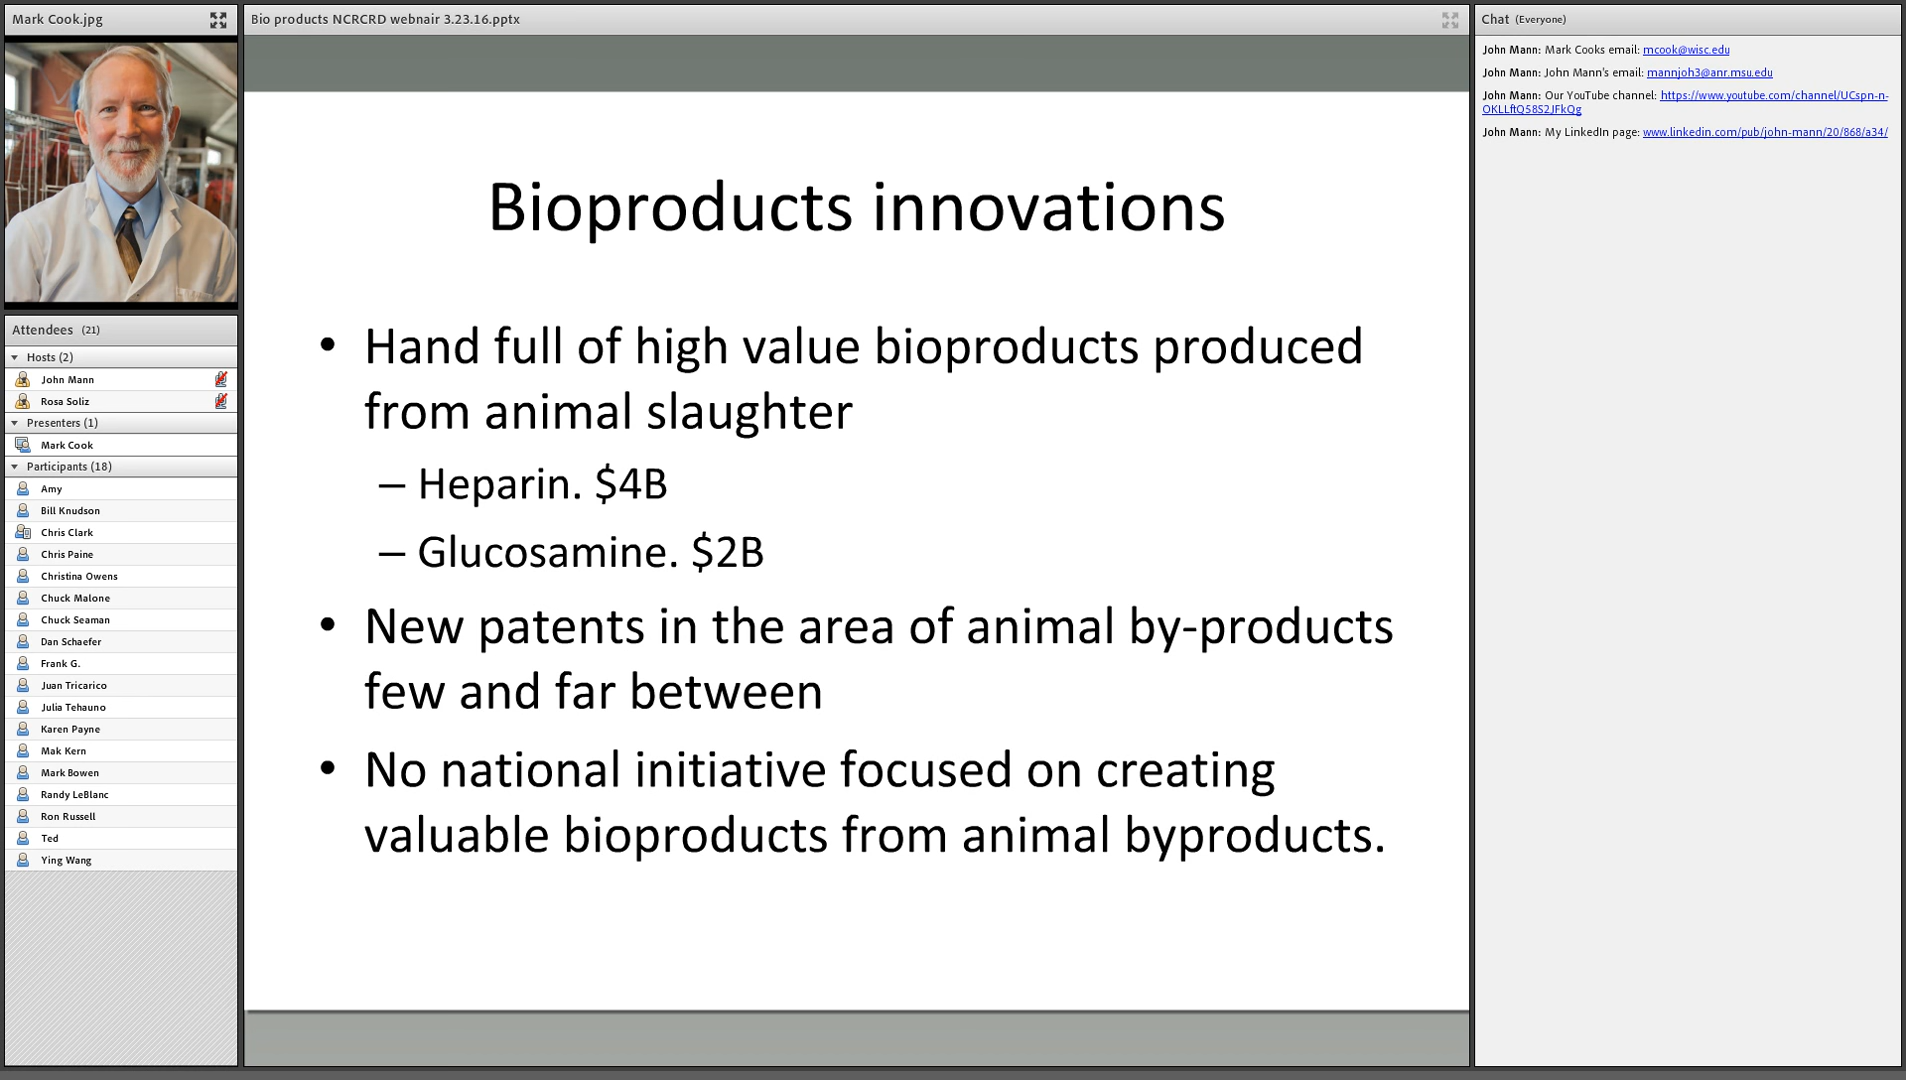 Mark Cook.jpg
Attendees (21)
Hosts (2)
John Mann
Rosa Soliz
Presenters (1)
Mark Cook
Participants (18)
Amy
Bill Knudson
Chris Clark
Chris Paine
Christina Owens
Chuck Malone
Chuck Seaman
Dan Schaefer
Frank G.
Juan Tricarico
Julia Tehauno
Karen Payne
Mak Kern
Mark Bowen
Randy LeBlanc
Ron Russell
Ted
Ying Wang
Bio products NCRCRD webnair 3.23.16.pptx
Bioproducts innovations
• Hand full of high value bioproducts produced
from animal slaughter
– Heparin. $4B
– Glucosamine. $2B
• New patents in the area of animal by-products
few and far between
• No national initiative focused on creating
valuable bioproducts from animal byproducts.
Chat (Everyone)
John Mann: Mark Cooks email: mcook@wisc.edu
John Mann: John Mann's email: mannjoh3@anr.msu.edu
John Mann: Our YouTube channel: https://www.youtube.com/channel/UCspn-n-
OKLLftQ58S2JFkQg
John Mann: My LinkedIn page: www.linkedin.com/pub/john-mann/20/868/a34/